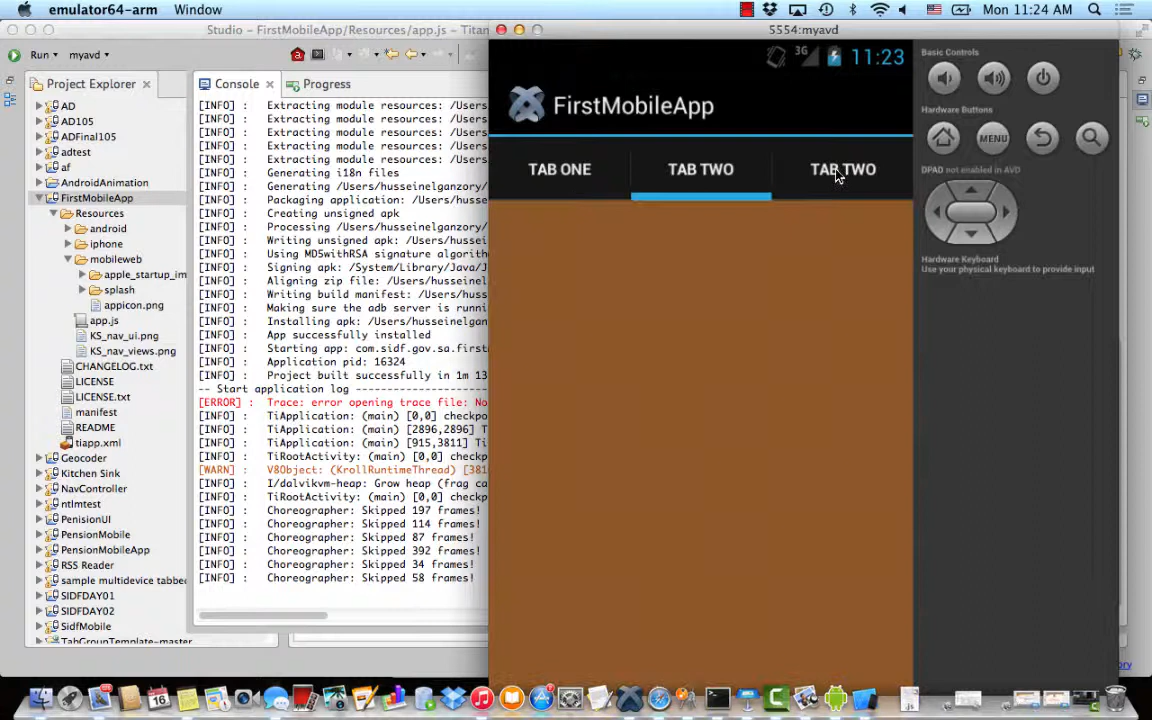 emulator64-arm Window
Mon 11:24 AM
Studio - FirstMobileApp/Resources/app.js - Titan
5554:myavd
Run myavd
Project Explorer
Console
Progress
AD
AD105
ADFinal105
adtest
af
AndroidAnimation
FirstMobileApp
Resources
android
iphone
mobileweb
apple_startup_im
splash
appicon.png
app.js
KS_nav_ui.png
KS_nav_views.png
CHANGELOG.txt
LICENSE
LICENSE.txt
manifest
README
tiapp.xml
Geocoder
Kitchen Sink
NavController
ntlmtest
PenisionUI
PensionMobile
PensionMobileApp
RSS Reader
sample multidevice tabbed
SIDFDAY01
SIDFDAY02
SidfMobile
TabGroupTemplate-master
[INFO] : Extracting module resources: /Users
[INFO] : Extracting module resources: /Users
[INFO] : Extracting module resources: /Users
[INFO] : Extracting module resources: /Users
[INFO] : Extracting module resources: /Users
[INFO] : Generating i18n files
[INFO] : Generating /Users/husseinelganzory/
[INFO] : Packaging application: /Users/husse
[INFO] : Creating unsigned apk
[INFO] : Processing /Users/husseinelganzory/
[INFO] : Writing unsigned apk: /Users/hussei
[INFO] : Using MD5withRSA signature algorith
[INFO] : Signing apk: /System/Library/Java/J
[INFO] : Aligning zip file: /Users/husseinel
[INFO] : Writing build manifest: /Users/huss
[INFO] : Making sure the adb server is runni
[INFO] : Installing apk: /Users/husseinelgan
[INFO] : App successfully installed
[INFO] : Starting app: com.sidf.gov.sa.first
[INFO] : Application pid: 16324
[INFO] : Project built successfully in 1m 13
-- Start application log
[ERROR] : Trace: error opening trace file: No
[INFO] : TiApplication: (main) [0,0] checkpo
[INFO] : TiApplication: (main) [2896,2896] T
[INFO] : TiApplication: (main) [915,3811] Ti
[INFO] : TiRootActivity: (main) [0,0] checkp
[WARN] : V8Object: (KrollRuntimeThread) [381
[INFO] : I/dalvikvm-heap: Grow heap (frag ca
[INFO] : TiRootActivity: (main) [0,0] checkp
[INFO] : Choreographer: Skipped 197 frames!
[INFO] : Choreographer: Skipped 114 frames!
[INFO] : Choreographer: Skipped 87 frames!
[INFO] : Choreographer: Skipped 392 frames!
[INFO] : Choreographer: Skipped 34 frames!
[INFO] : Choreographer: Skipped 58 frames!
3G 11:23
FirstMobileApp
TAB ONE TAB TWO TAB TWO
Basic Controls
Hardware Buttons
MENU
DPAD not enabled in AVD
Hardware Keyboard
Use your physical keyboard to provide input
ory